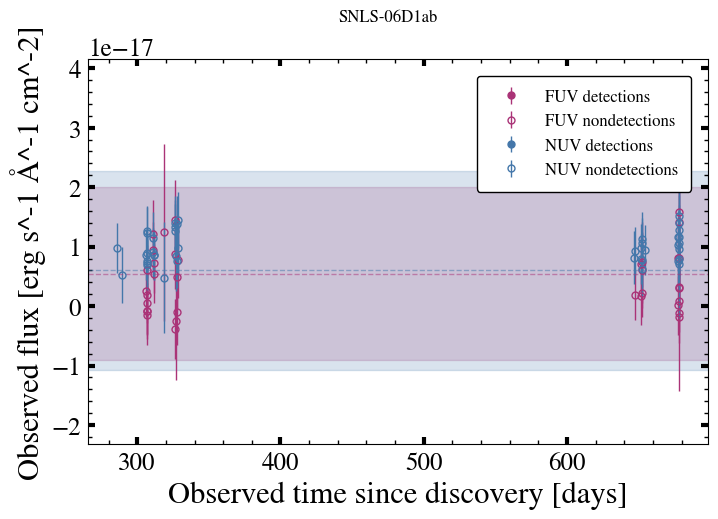 SNLS-06D1ab
1e−17
4
3
2
1
0
−1
−2
300
400
500
600
Observed time since discovery [days]
Observed flux [erg s^-1 Å^-1 cm^-2]
FUV detections
FUV nondetections
NUV detections
NUV nondetections